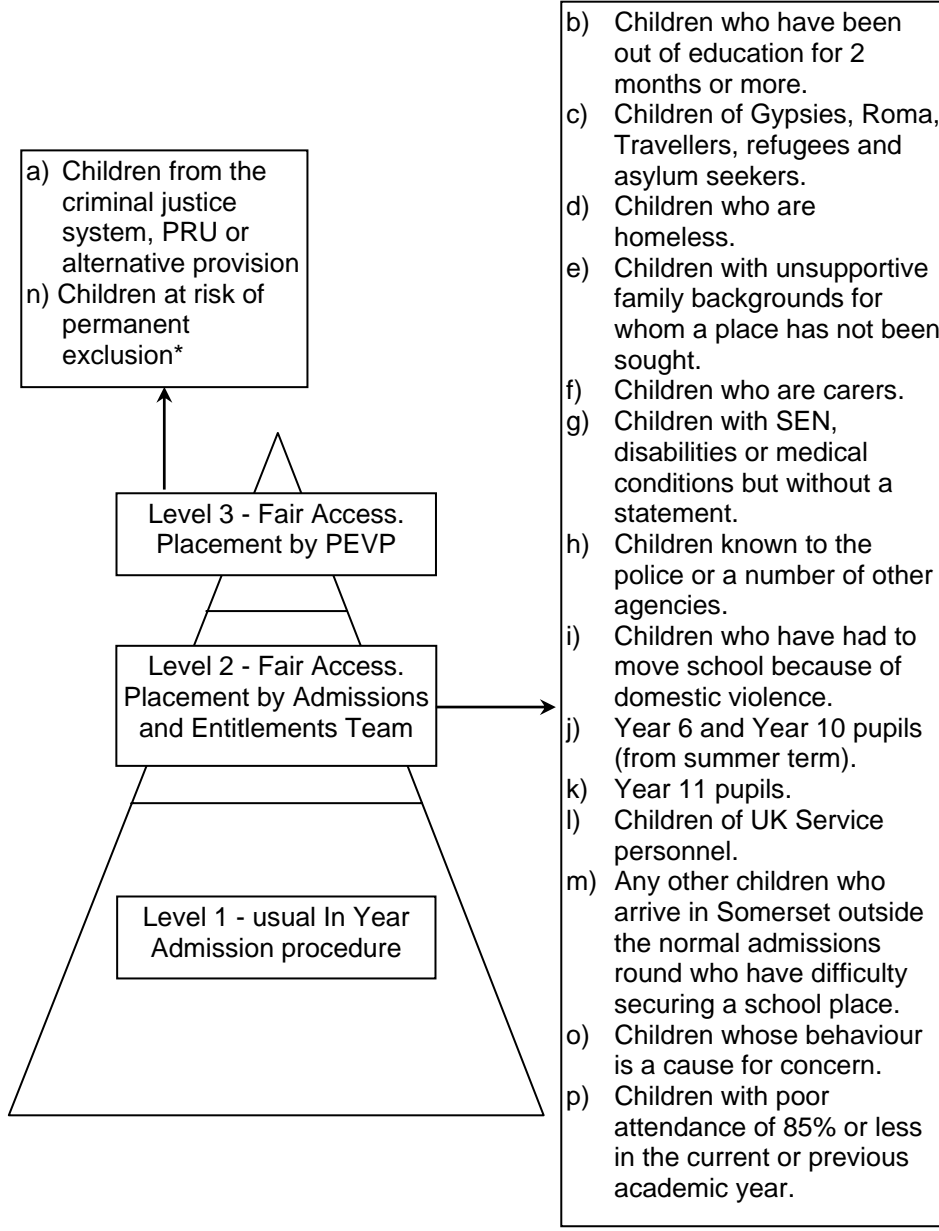 a) Children from the
criminal justice
system, PRU or
alternative provision
n) Children at risk of
permanent
exclusion*
Level 3 - Fair Access.
Placement by PEVP
Level 2 - Fair Access.
Placement by Admissions
and Entitlements Team
Level 1 - usual In Year
Admission procedure
b) Children who have been
out of education for 2
months or more.
c) Children of Gypsies, Roma,
Travellers, refugees and
asylum seekers.
d) Children who are
homeless.
e) Children with unsupportive
family backgrounds for
whom a place has not been
sought.
f) Children who are carers.
g) Children with SEN,
disabilities or medical
conditions but without a
statement.
h) Children known to the
police or a number of other
agencies.
i) Children who have had to
move school because of
domestic violence.
j) Year 6 and Year 10 pupils
(from summer term).
k) Year 11 pupils.
l) Children of UK Service
personnel.
m) Any other children who
arrive in Somerset outside
the normal admissions
round who have difficulty
securing a school place.
o) Children whose behaviour
is a cause for concern.
p) Children with poor
attendance of 85% or less
in the current or previous
academic year.